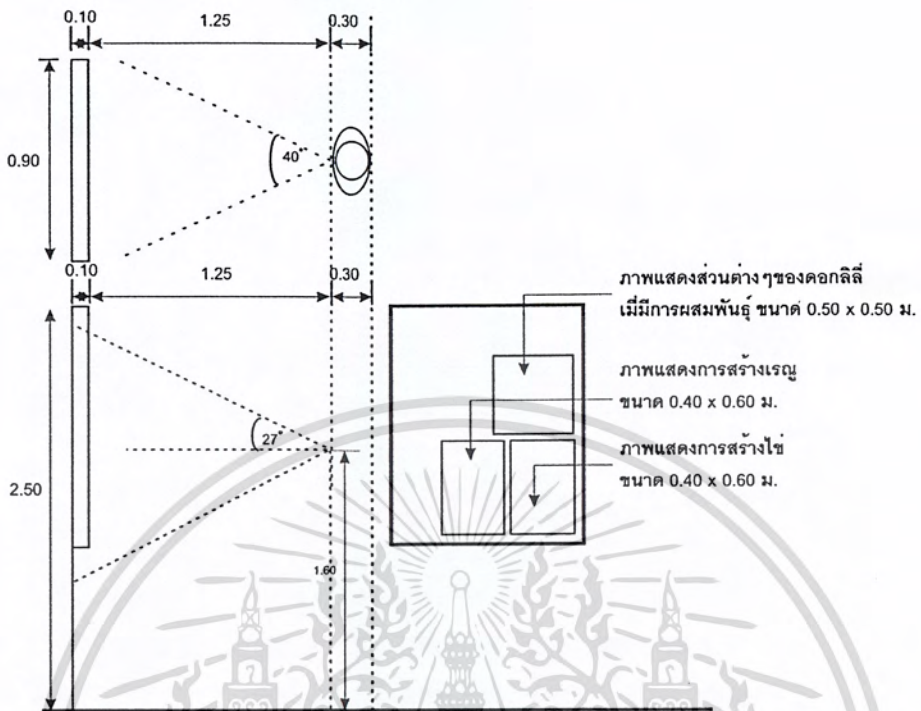 0.10 1.25 0.30
0.90
40°
0.10 1.25 0.30
ภาพแสดงส่วนต่างๆของดอกลิลี่
เมี่มีการผสมพันธุ์ ขนาด 0.50 x 0.50 ม.
ภาพแสดงการสร้างเรณู
ขนาด 0.40 x 0.60 ม.
27°
ภาพแสดงการสร้างไข่
ขนาด 0.40 x 0.60 ม.
2.50
1.60